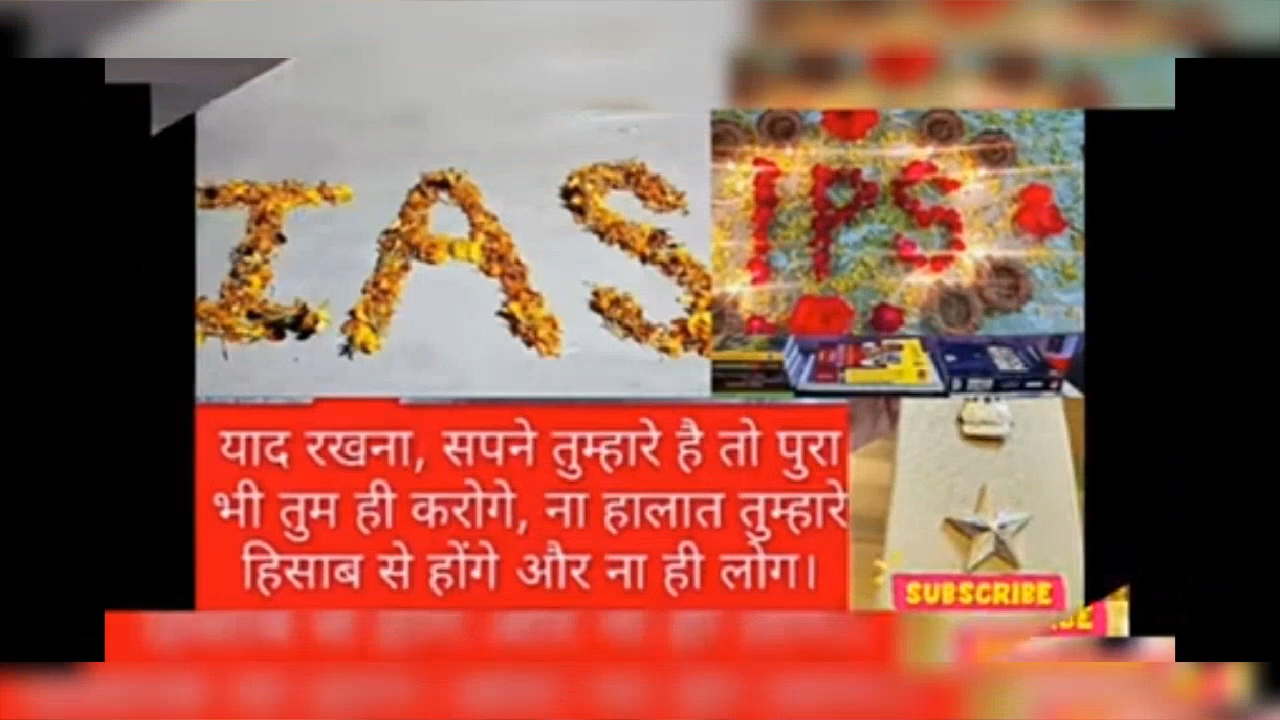 IAS
IPS
याद रखना, सपने तुम्हारे है तो पुरा
भी तुम ही करोगे, ना हालात तुम्हारे
हिसाब से होंगे और ना ही लोग।
SUBSCRIBE